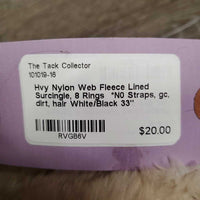 The Tack Collector
101019-16
Hvy Nylon Web Fleece Lined
Surcingle, 8 Rings *N0 Straps, gc,
dirt, hair White/Black 33"
$20.00
RVGB6V